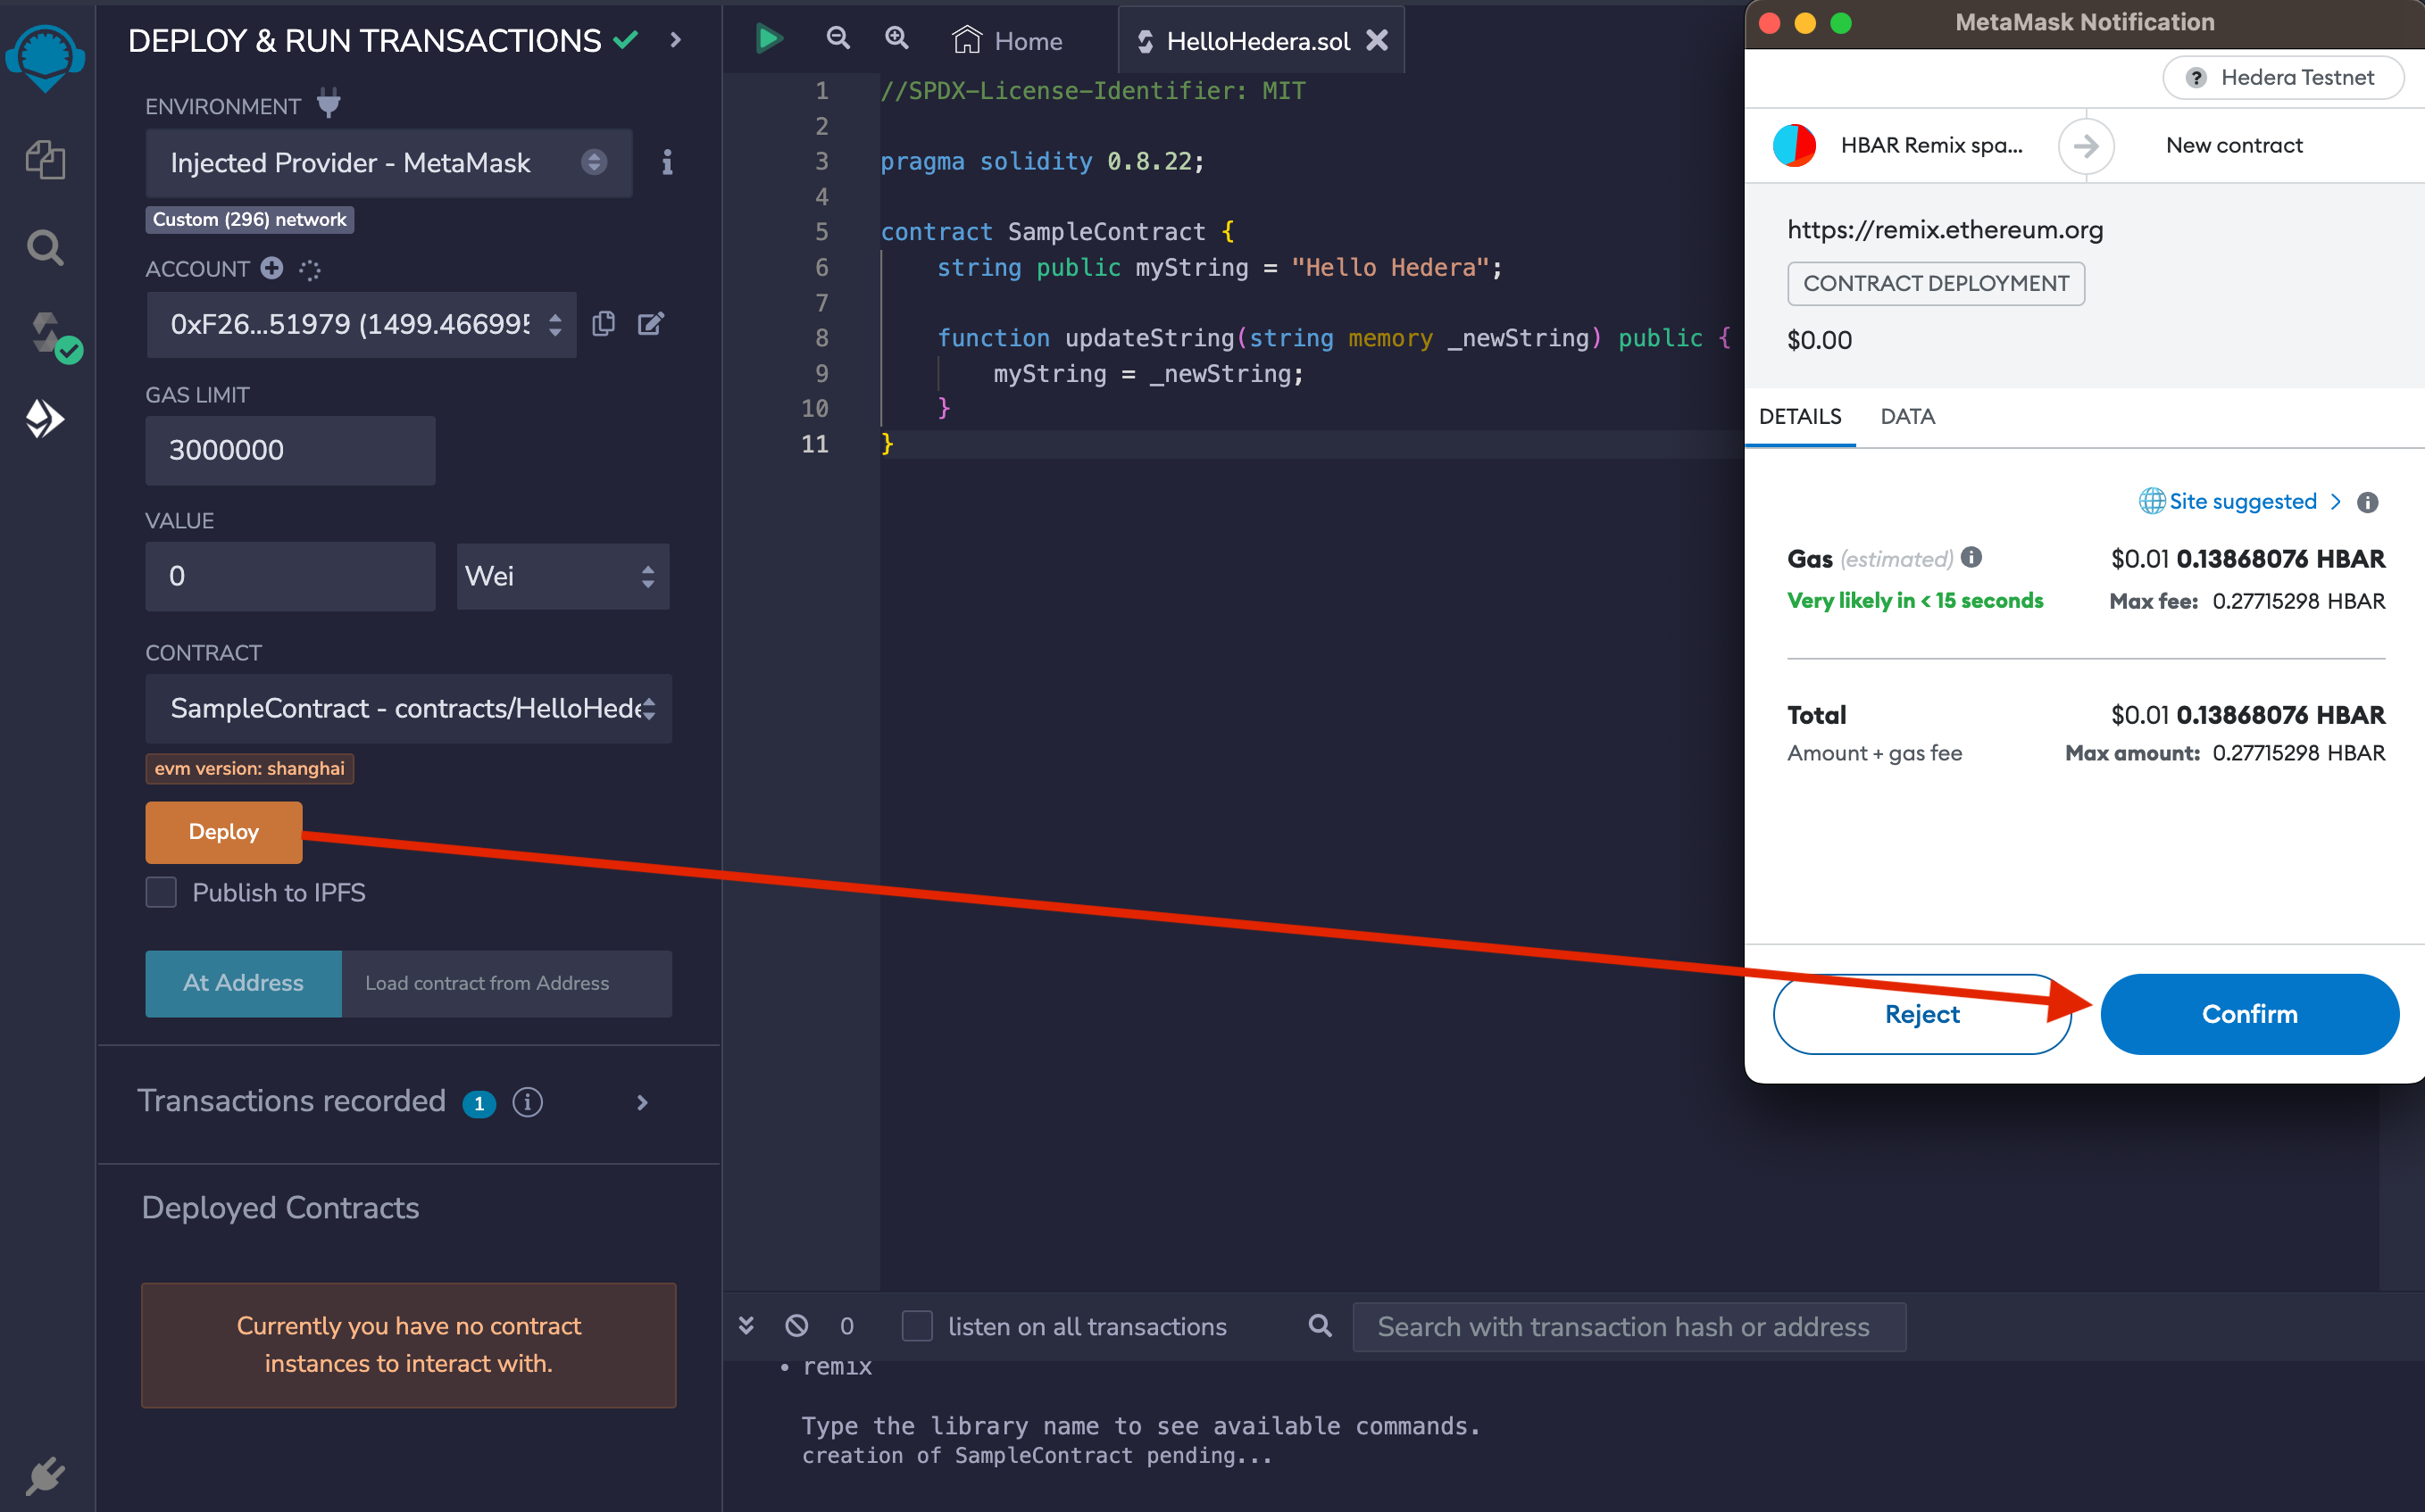 DEPLOY & RUN TRANSACTIONS
ENVIRONMENT
Injected Provider - MetaMask
Custom (296) network
ACCOUNT
0xF26...51979 (1499.466995
GAS LIMIT
3000000
VALUE
0
Wei
CONTRACT
SampleContract - contracts/HelloHede
evm version: shanghai
Deploy
Publish to IPFS
At Address
Load contract from Address
Transactions recorded 1
Deployed Contracts
Currently you have no contract
instances to interact with.
Home
HelloHedera.sol
1 //SPDX-License-Identifier: MIT
2
3 pragma solidity 0.8.22;
4
5 contract SampleContract {
6 string public myString = "Hello Hedera";
7
8 function updateString(string memory _newString) public {
9 myString = _newString;
10 }
11 }
0
listen on all transactions
Search with transaction hash or address
• remix
Type the library name to see available commands.
creation of SampleContract pending...
MetaMask Notification
? Hedera Testnet
HBAR Remix spa...
New contract
https://remix.ethereum.org
CONTRACT DEPLOYMENT
$0.00
DETAILS
DATA
Site suggested >
Gas (estimated) $0.01 0.13868076 HBAR
Very likely in < 15 seconds Max fee: 0.27715298 HBAR
Total $0.01 0.13868076 HBAR
Amount + gas fee Max amount: 0.27715298 HBAR
Reject
Confirm